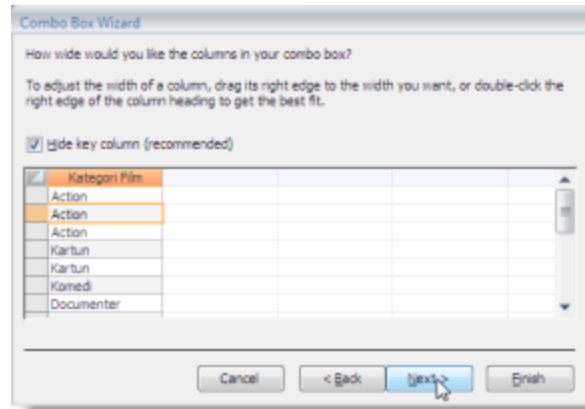 Combo Box Wizard
How wide would you like the columns in your combo box?
To adjust the width of a column, drag its right edge to the width you want, or double-click the
right edge of the column heading to get the best fit.
Hide key column (recommended)
Kategori Film
Action
Action
Action
Kartun
Kartun
Komedi
Documenter
Cancel < Back Next > Finish